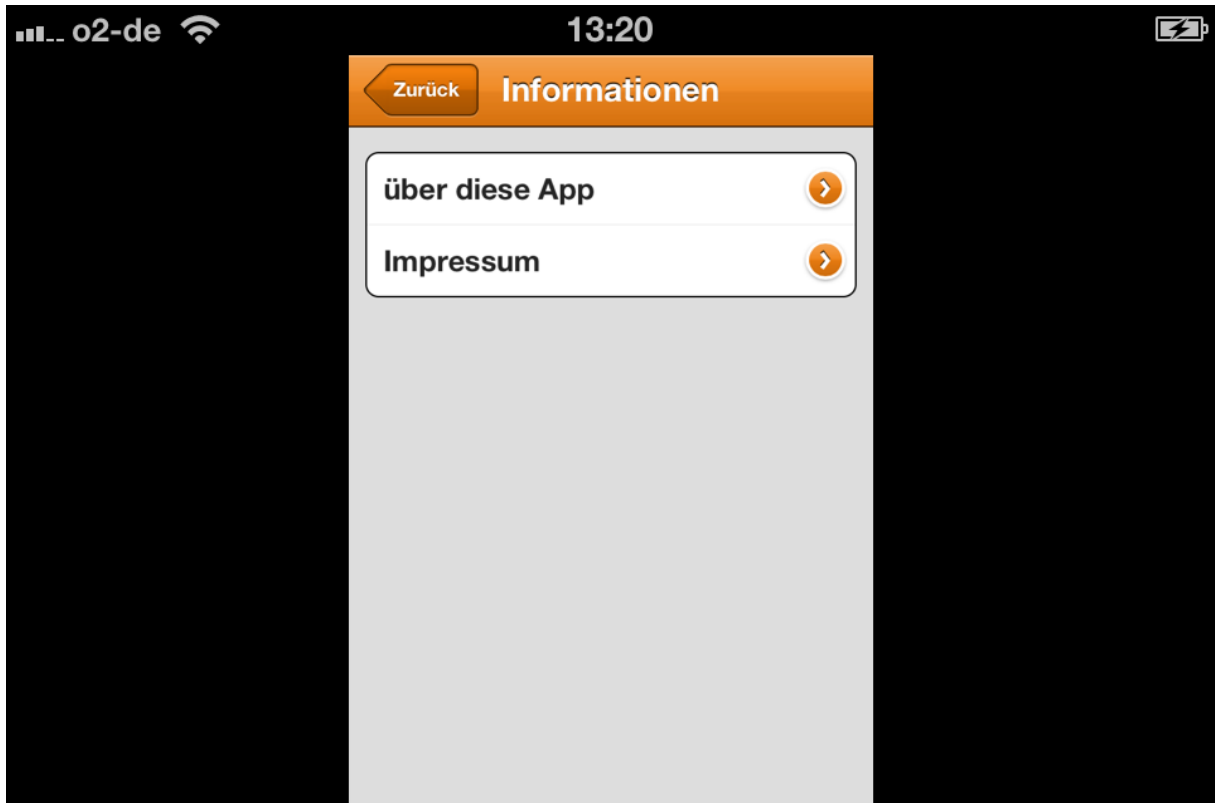 o2-de 13:20
Zurück Informationen
über diese App
Impressum